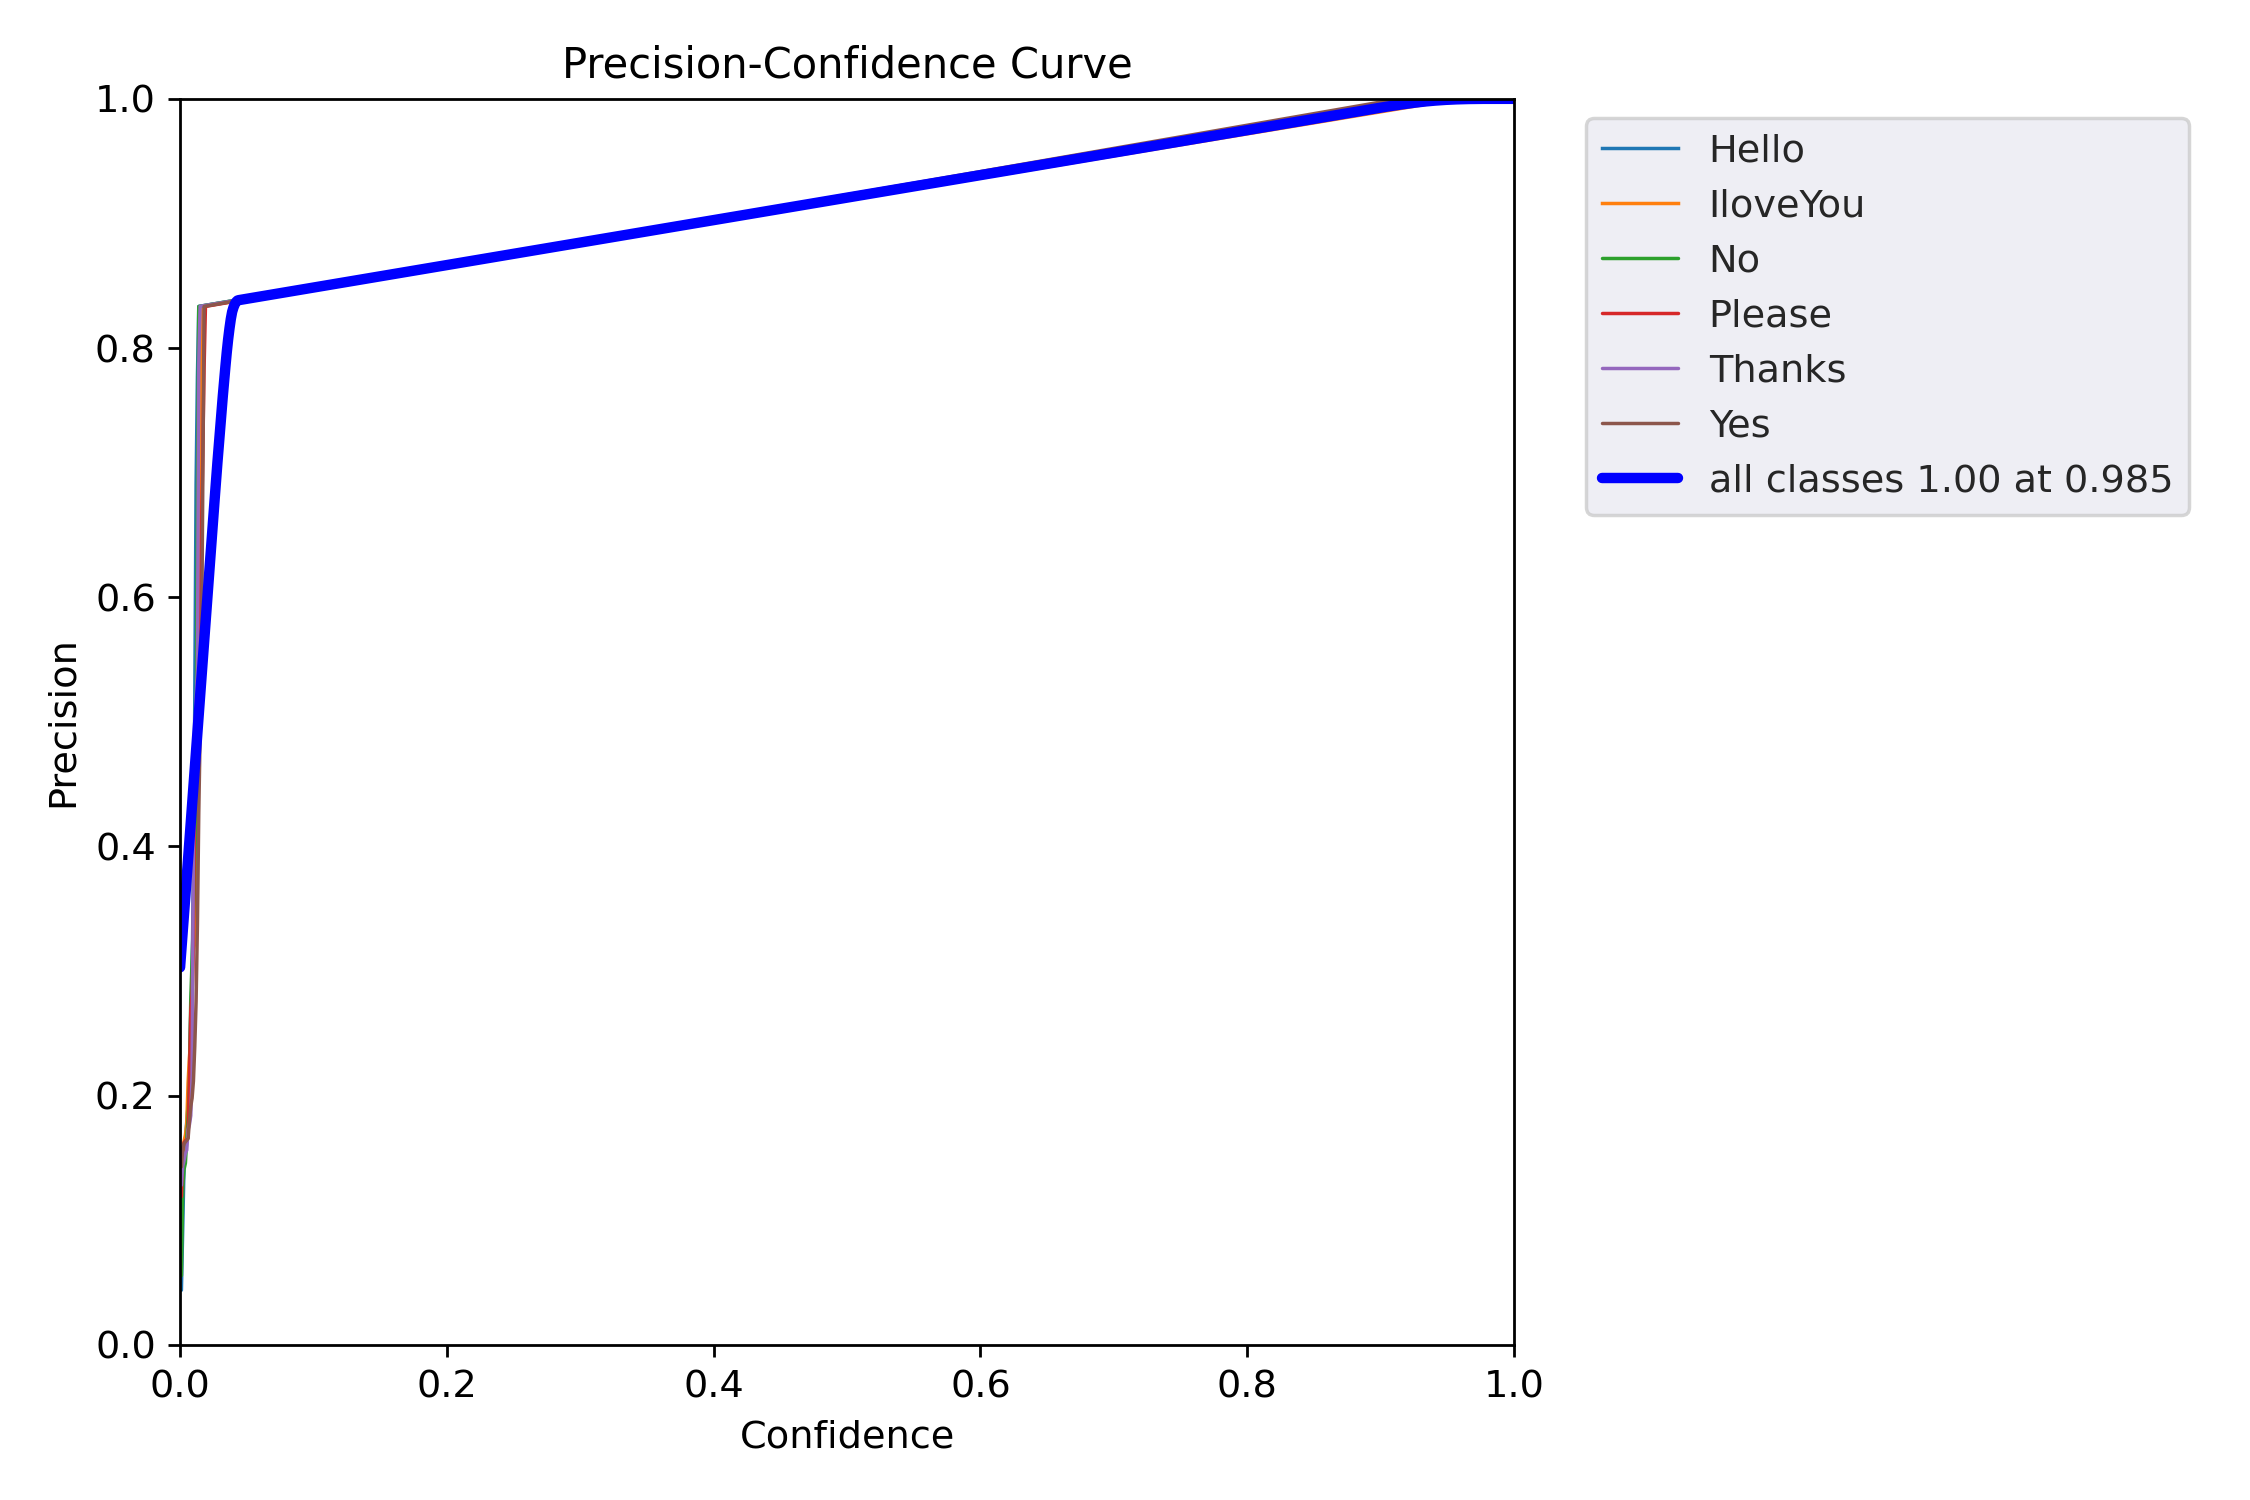 Precision-Confidence Curve
1.0
0.8
0.6
0.4
0.2
0.0
Precision
0.0 0.2 0.4 0.6 0.8 1.0
Confidence
Hello
IloveYou
No
Please
Thanks
Yes
all classes 1.00 at 0.985